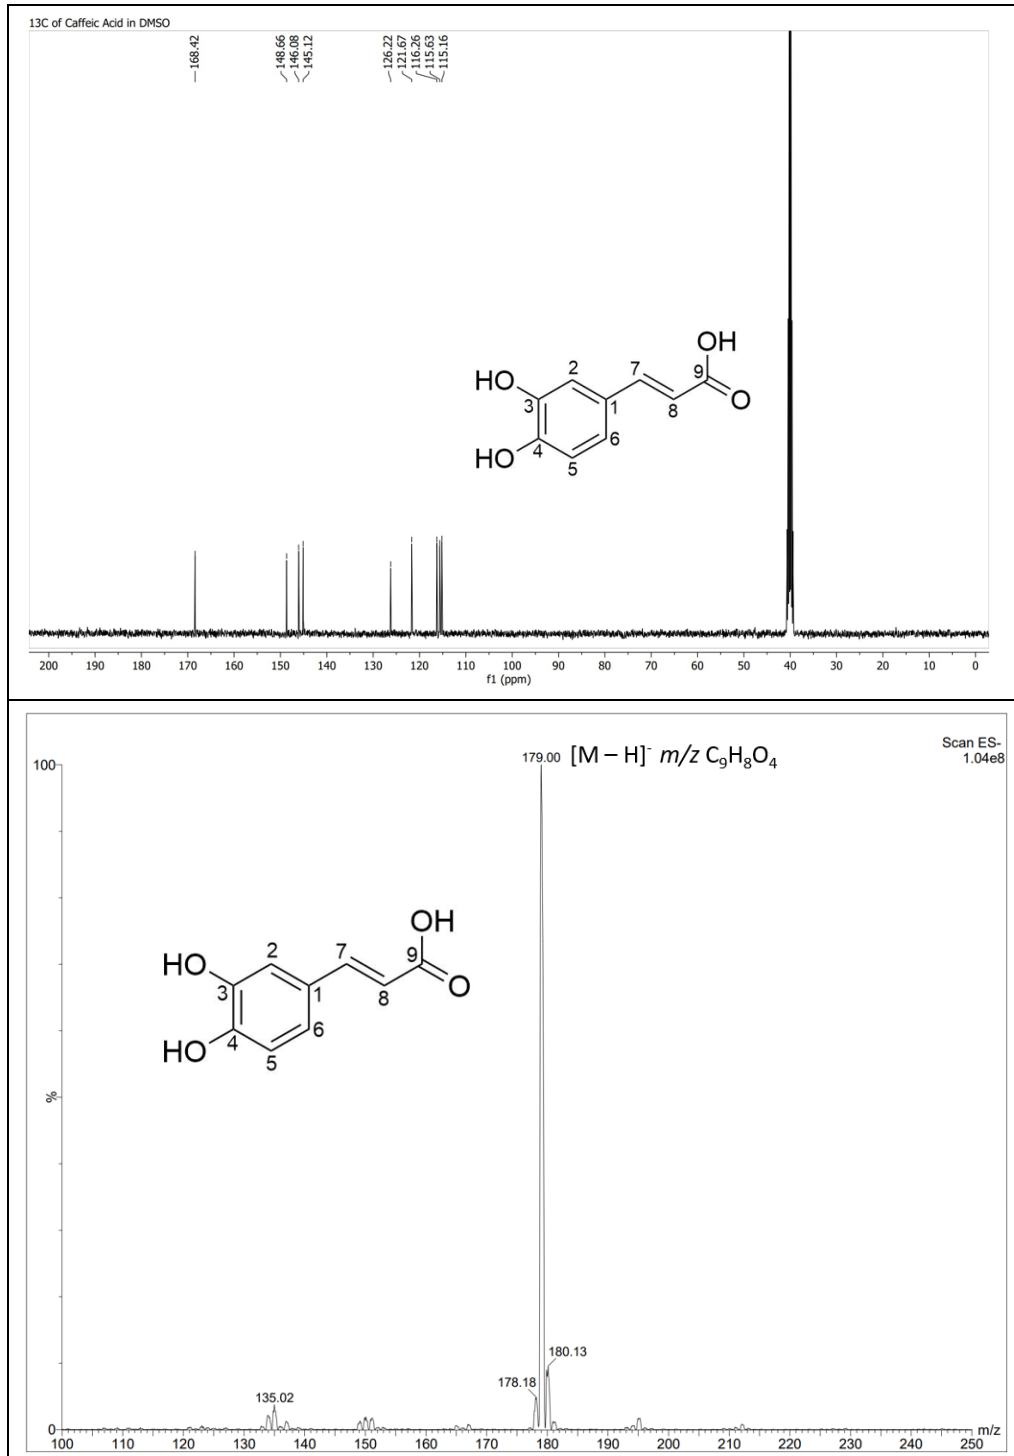 13C of Caffeic Acid in DMSO
168.42
148.66
146.08
145.12
126.22
121.67
116.26
115.63
115.16
OH
7
2
9
HO
3
1
8
O
4
6
HO
5
200 190 180 170 160 150 140 130 120 110 100 90 80 70 60 50 40 30 20 10 0
f1 (ppm)
Scan ES-
1.04e8
100
179.00 [M – H]⁻ m/z C₉H₈O₄
OH
7
2
9
HO
3
1
8
O
4
6
HO
5
%
180.13
178.18
135.02
0
100 110 120 130 140 150 160 170 180 190 200 210 220 230 240 250 m/z